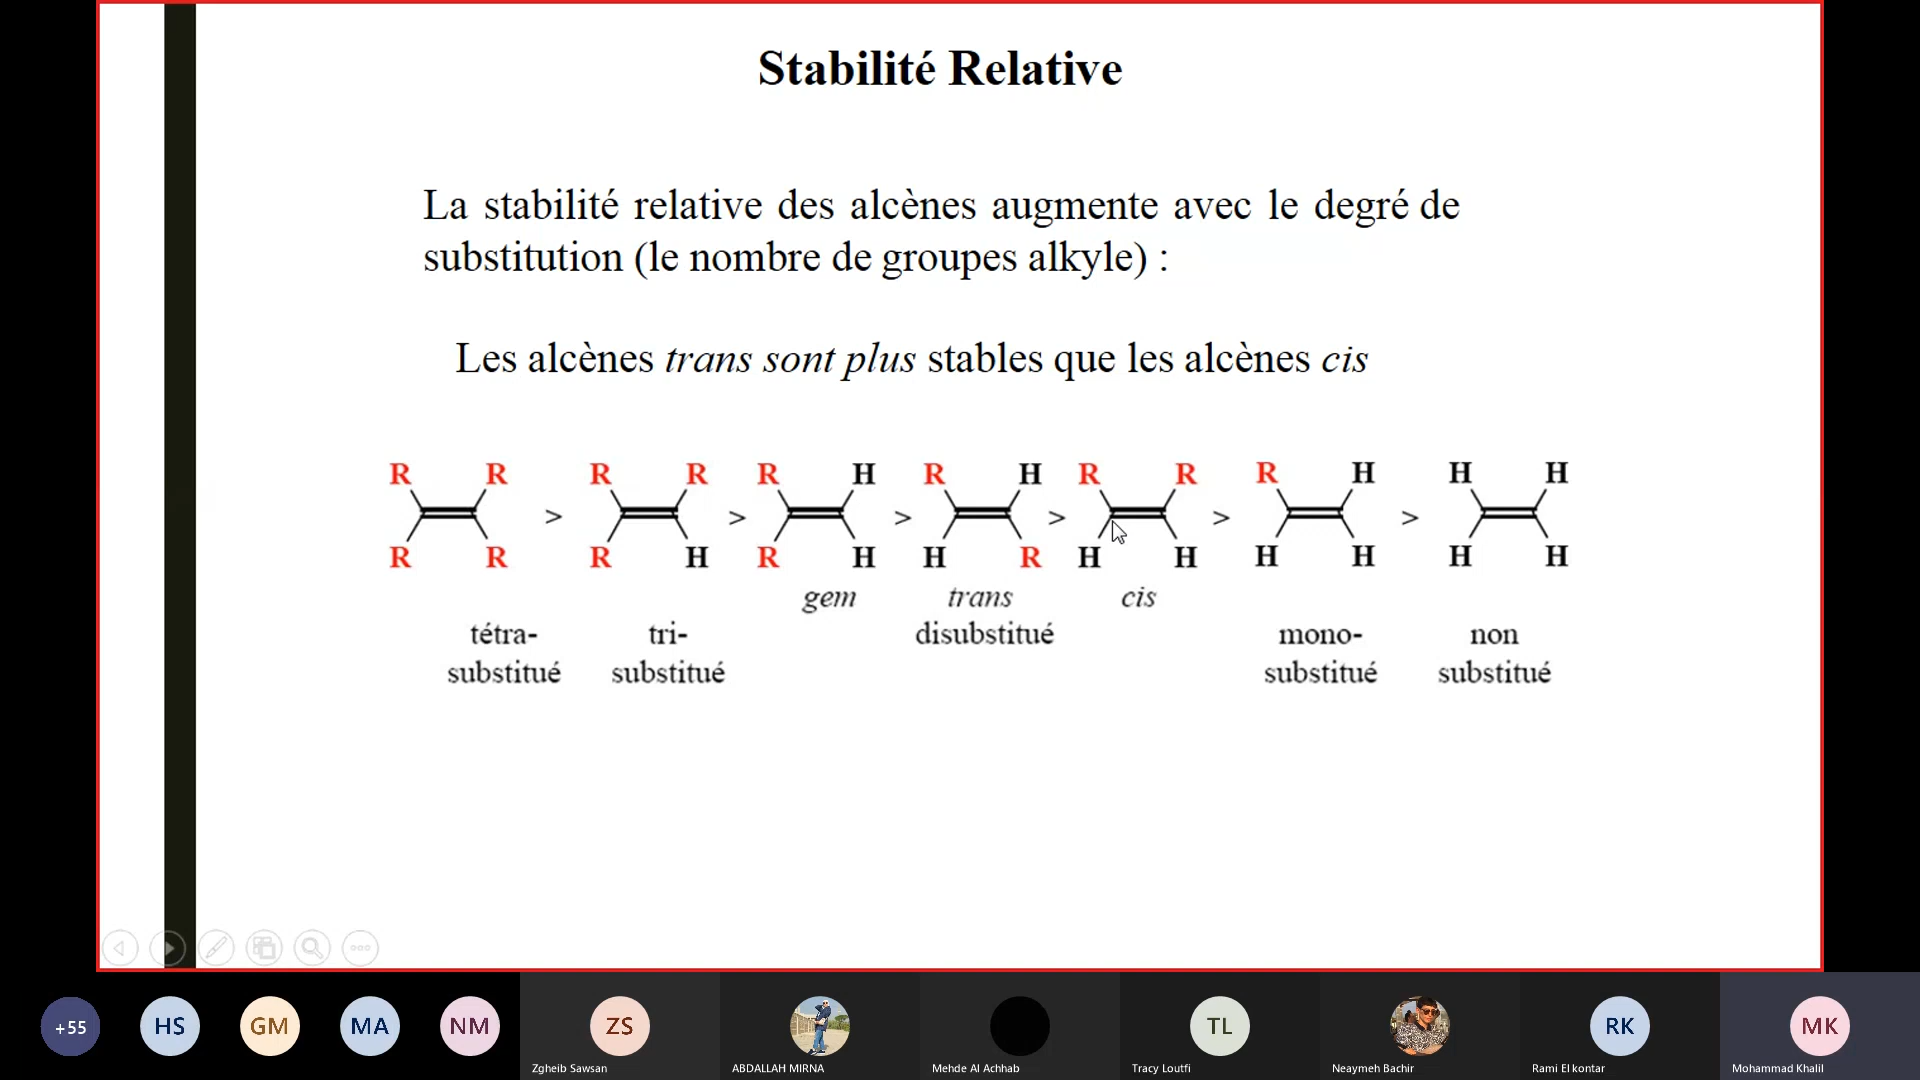 Stabilité Relative
La stabilité relative des alcènes augmente avec le degré de
substitution (le nombre de groupes alkyle) :
Les alcènes trans sont plus stables que les alcènes cis
R R R R R H R H R R R H H H
> > > > > >
R R R H R H H R H H H H H H
gem trans cis
tétra- tri- disubstitué mono- non
substitué substitué substitué substitué
+55 HS GM MA NM ZS TL RK MK
Zgheib Sawsan ABDALLAH MIRNA Mehde Al Achhab Tracy Loutfi Neaymeh Bachir Rami El kontar Mohammad Khalil